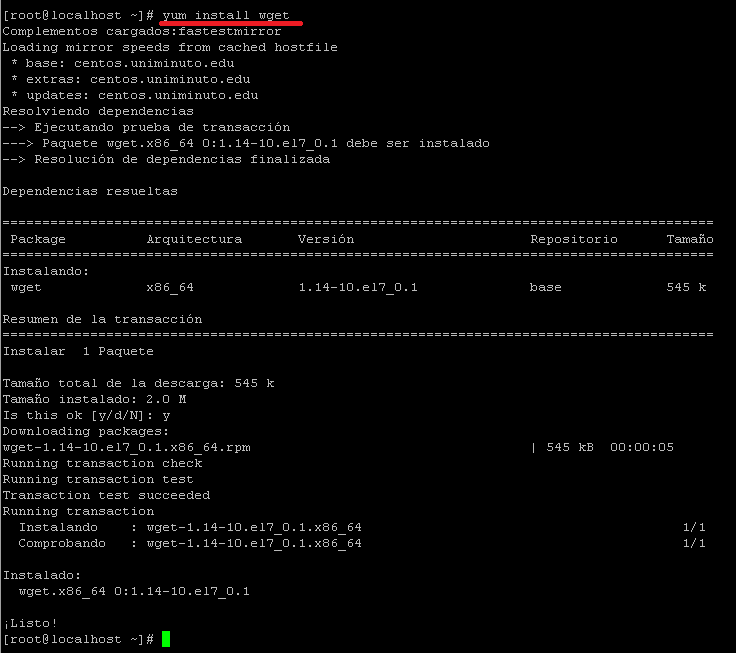 [root@localhost ~]# yum install wget
Complementos cargados:fastestmirror
Loading mirror speeds from cached hostfile
 * base: centos.uniminuto.edu
 * extras: centos.uniminuto.edu
 * updates: centos.uniminuto.edu
Resolviendo dependencias
--> Ejecutando prueba de transacción
---> Paquete wget.x86_64 0:1.14-10.el7_0.1 debe ser instalado
--> Resolución de dependencias finalizada

Dependencias resueltas

=========================================================================================
 Package          Arquitectura       Versión                      Repositorio      Tamaño
=========================================================================================
Instalando:
 wget             x86_64             1.14-10.el7_0.1              base             545 k

Resumen de la transacción
=========================================================================================
Instalar  1 Paquete

Tamaño total de la descarga: 545 k
Tamaño instalado: 2.0 M
Is this ok [y/d/N]: y
Downloading packages:
wget-1.14-10.el7_0.1.x86_64.rpm                                   | 545 kB  00:00:05
Running transaction check
Running transaction test
Transaction test succeeded
Running transaction
  Instalando    : wget-1.14-10.el7_0.1.x86_64                                        1/1
  Comprobando   : wget-1.14-10.el7_0.1.x86_64                                        1/1

Instalado:
  wget.x86_64 0:1.14-10.el7_0.1

¡Listo!
[root@localhost ~]#